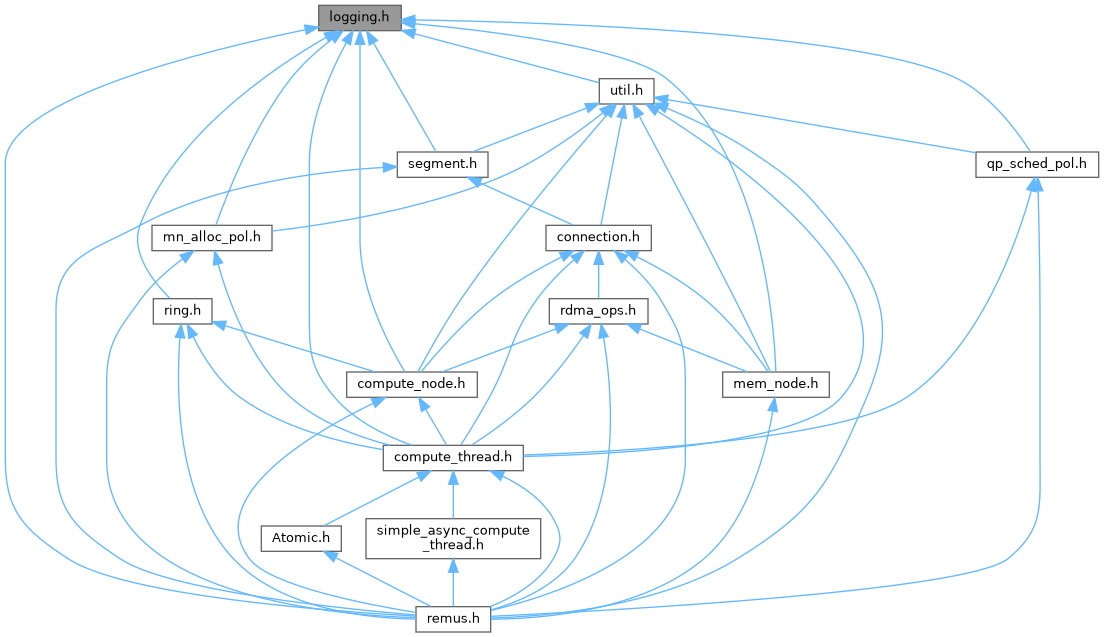 logging.h
util.h
segment.h
qp_sched_pol.h
mn_alloc_pol.h
connection.h
ring.h
rdma_ops.h
compute_node.h
mem_node.h
compute_thread.h
Atomic.h
simple_async_compute
_thread.h
remus.h